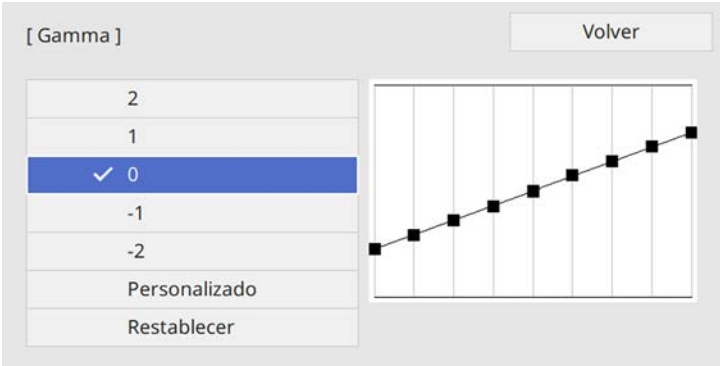 [ Gamma ]
Volver
2
1
0
-1
-2
Personalizado
Restablecer